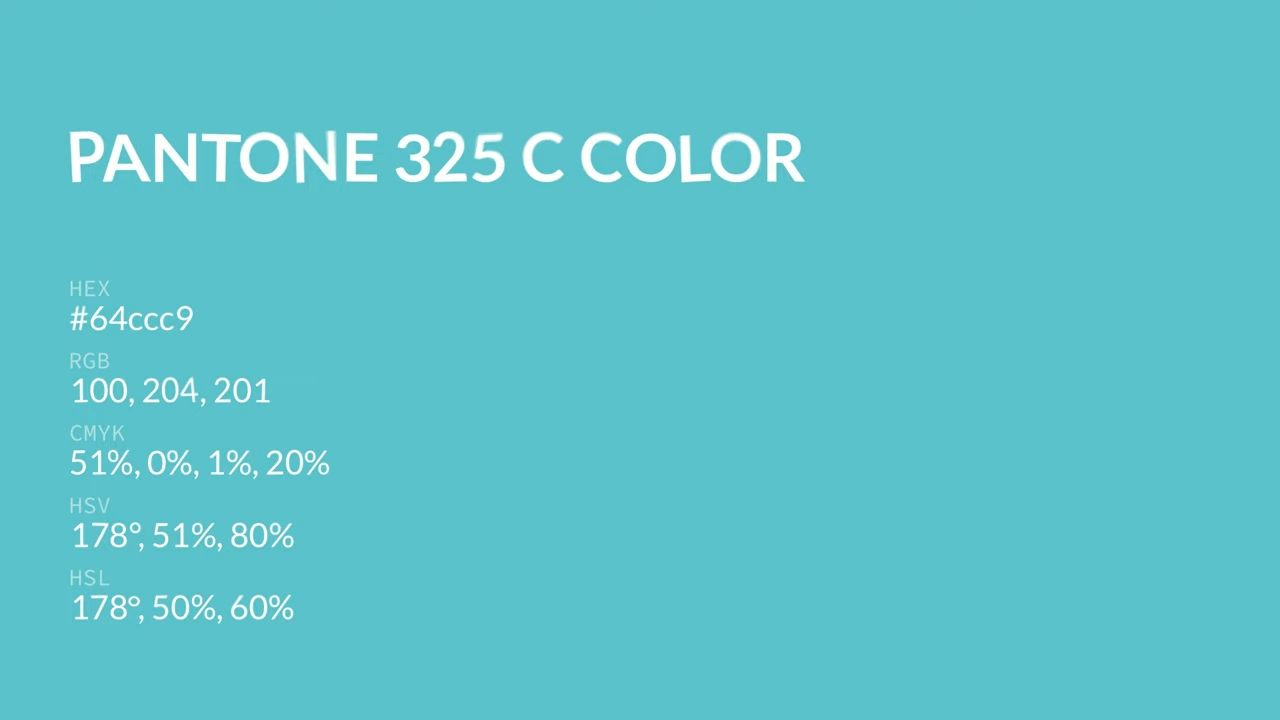 PANTONE 325 C COLOR
HEX
#64ccc9
RGB
100, 204, 201
CMYK
51%, 0%, 1%, 20%
HSV
178°, 51%, 80%
HSL
178°, 50%, 60%